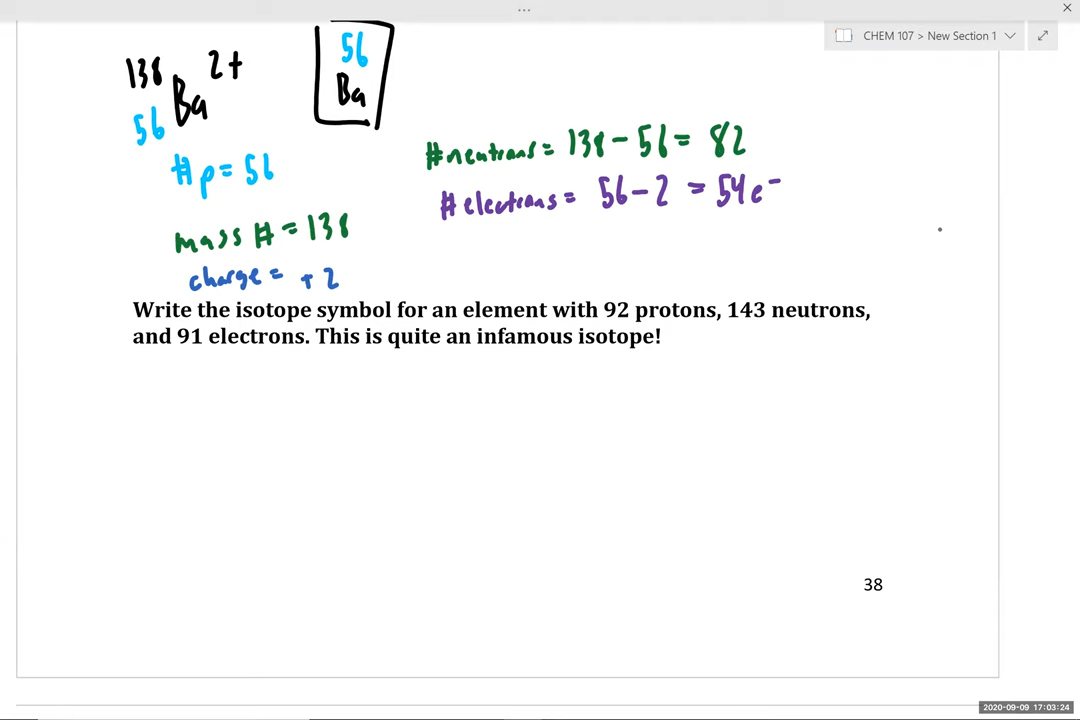 CHEM 107 > New Section 1
138 56 Ba 2+
56
Ba
# p = 56
# neutrons = 138 - 56 = 82
# electrons = 56 - 2 = 54 e-
mass # = 138
charge = +2
Write the isotope symbol for an element with 92 protons, 143 neutrons,
and 91 electrons. This is quite an infamous isotope!
38
2020-09-09 17:03:24